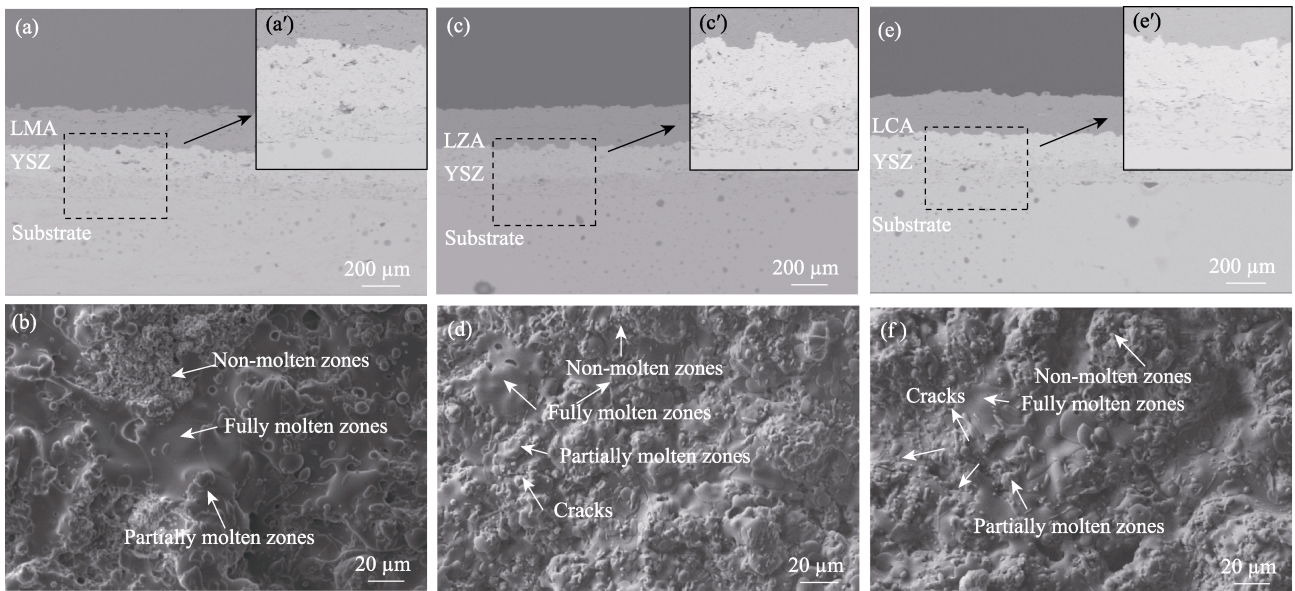 (a)
(a′)
LMA
YSZ
Substrate
200 µm
(c)
(c′)
LZA
YSZ
Substrate
200 µm
(e)
(e′)
LCA
YSZ
Substrate
200 µm
(b)
Non-molten zones
Fully molten zones
Partially molten zones
20 µm
(d)
Non-molten zones
Fully molten zones
Partially molten zones
Cracks
20 µm
(f)
Non-molten zones
Cracks
Fully molten zones
Partially molten zones
20 µm